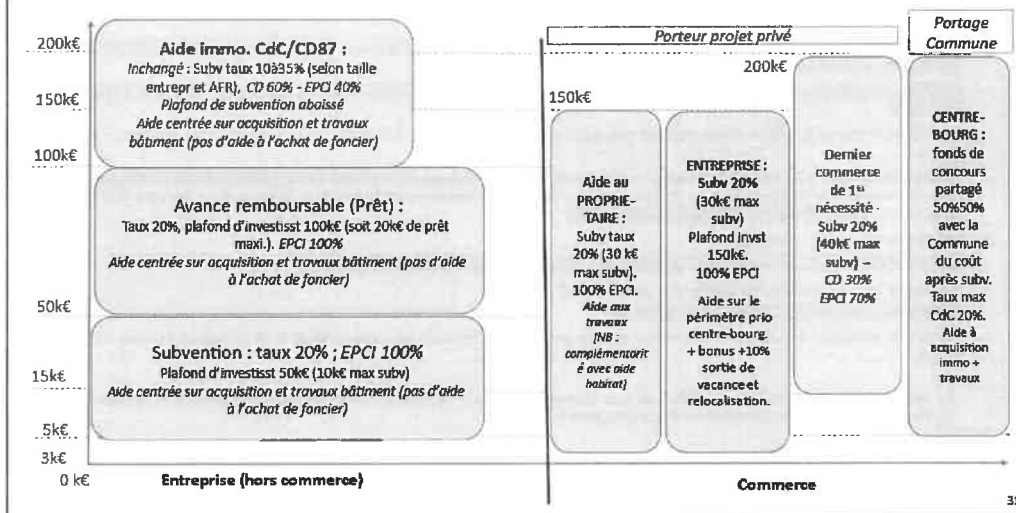 200k€
150k€
100k€
50k€
15k€
5k€
3k€
0 k€
Aide immo. CdC/CD87 :
Inchangé : Subv taux 10à35% (selon taille
entrepr et AFR), CD 60% - EPCI 40%
Plafond de subvention abaissé
Aide centrée sur acquisition et travaux
bâtiment (pas d'aide à l'achat de foncier)
Avance remboursable (Prêt) :
Taux 20%, plafond d'investisst 100k€ (soit 20k€ de prêt
maxi.). EPCI 100%
Aide centrée sur acquisition et travaux bâtiment (pas d'aide
à l'achat de foncier)
Subvention : taux 20% ; EPCI 100%
Plafond d'investisst 50k€ (10k€ max subv)
Aide centrée sur acquisition et travaux bâtiment (pas d'aide
à l'achat de foncier)
Entreprise (hors commerce)
Porteur projet privé
Portage
Commune
150k€
200k€
Aide au
PROPRIE-
TAIRE :
Subv taux
20% (30 k€
max subv).
100% EPCI.
Aide aux
travaux
(NB :
complémentarit
é avec aide
habitat)
ENTREPRISE :
Subv 20%
(30k€ max
subv)
Plafond invst
150k€.
100% EPCI
Aide sur le
périmètre prio
centre-bourg.
+ bonus +10%
sortie de
vacance et
relocalisation.
Dernier
commerce
de 1ère
nécessité -
Subv 20%
(40k€ max
subv) –
CD 30%
EPCI 70%
CENTRE-
BOURG :
fonds de
concours
partagé
50%50%
avec la
Commune
du coût
après subv.
Taux max
CdC 20%.
Aide à
acquisition
immo +
travaux
Commerce